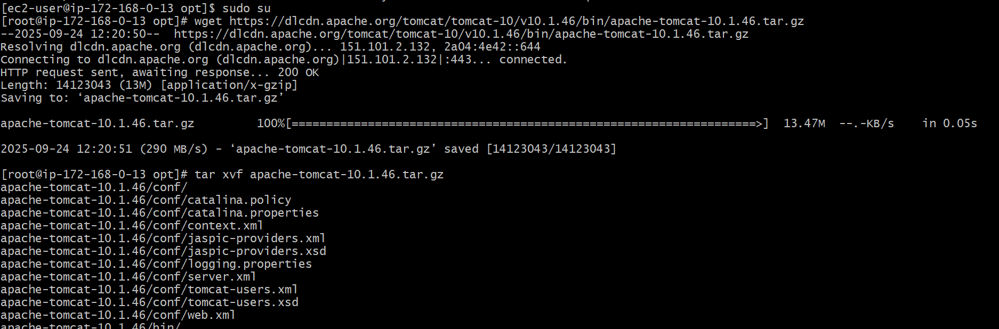 [ec2-user@ip-172-168-0-13 opt]$ sudo su
[root@ip-172-168-0-13 opt]# wget https://dlcdn.apache.org/tomcat/tomcat-10/v10.1.46/bin/apache-tomcat-10.1.46.tar.gz
--2025-09-24 12:20:50--  https://dlcdn.apache.org/tomcat/tomcat-10/v10.1.46/bin/apache-tomcat-10.1.46.tar.gz
Resolving dlcdn.apache.org (dlcdn.apache.org)... 151.101.2.132, 2a04:4e42::644
Connecting to dlcdn.apache.org (dlcdn.apache.org)|151.101.2.132|:443... connected.
HTTP request sent, awaiting response... 200 OK
Length: 14123043 (13M) [application/x-gzip]
Saving to: ‘apache-tomcat-10.1.46.tar.gz’
apache-tomcat-10.1.46.tar.gz         100%[===================================================================>]  13.47M  --.-KB/s    in 0.05s
2025-09-24 12:20:51 (290 MB/s) - ‘apache-tomcat-10.1.46.tar.gz’ saved [14123043/14123043]
[root@ip-172-168-0-13 opt]# tar xvf apache-tomcat-10.1.46.tar.gz
apache-tomcat-10.1.46/conf/
apache-tomcat-10.1.46/conf/catalina.policy
apache-tomcat-10.1.46/conf/catalina.properties
apache-tomcat-10.1.46/conf/context.xml
apache-tomcat-10.1.46/conf/jaspic-providers.xml
apache-tomcat-10.1.46/conf/jaspic-providers.xsd
apache-tomcat-10.1.46/conf/logging.properties
apache-tomcat-10.1.46/conf/server.xml
apache-tomcat-10.1.46/conf/tomcat-users.xml
apache-tomcat-10.1.46/conf/tomcat-users.xsd
apache-tomcat-10.1.46/conf/web.xml
apache-tomcat-10.1.46/bin/